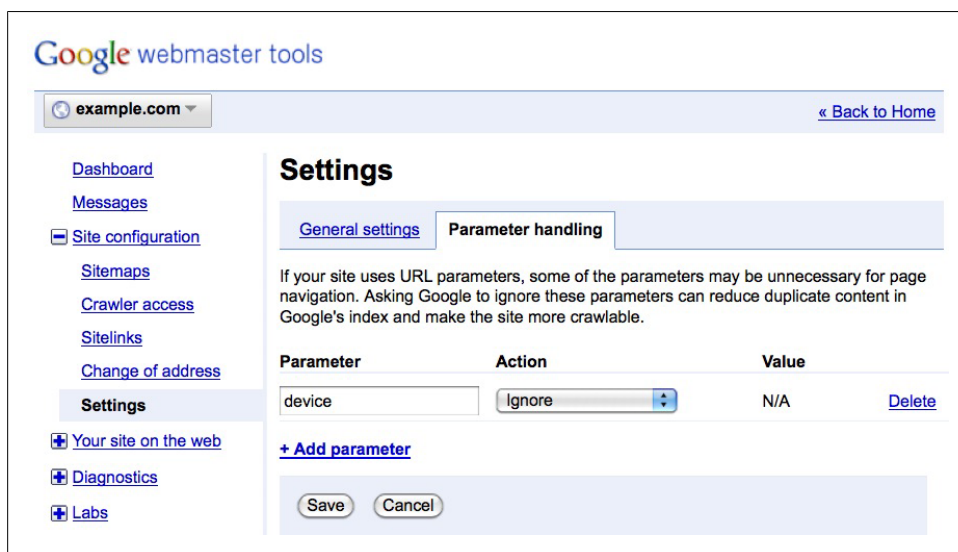 Google webmaster tools
example.com
« Back to Home
Dashboard
Messages
Site configuration
Sitemaps
Crawler access
Sitelinks
Change of address
Settings
Your site on the web
Diagnostics
Labs
Settings
General settings
Parameter handling
If your site uses URL parameters, some of the parameters may be unnecessary for page
navigation. Asking Google to ignore these parameters can reduce duplicate content in
Google's index and make the site more crawlable.
Parameter Action Value
device Ignore N/A Delete
+ Add parameter
Save Cancel